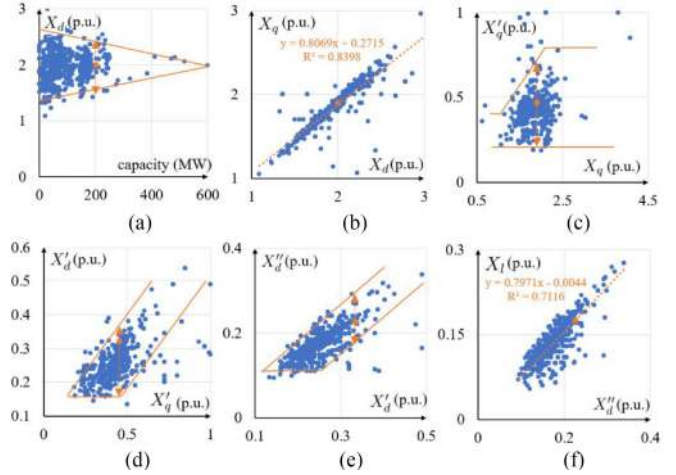 3
X_d (p.u.)
2
1
0
0
200
400
600
capacity (MW)
(a)
3
X_q (p.u.)
y = 0.8069x - 0.2715
R² = 0.8398
2
1
1
2
3
X_d (p.u.)
(b)
1
X'_q (p.u.)
0.5
0
0.5
2.5
4.5
X_q (p.u.)
(c)
0.6
X'_d (p.u.)
0.5
0.4
0.3
0.2
0.1
0
0.5
1
X'_q (p.u.)
(d)
0.4
X''_d (p.u.)
0.2
0
0.1
0.3
0.5
X'_d (p.u.)
(e)
0.3
X_l (p.u.)
y = 0.7971x - 0.0044
R² = 0.7116
0.15
0
0
0.2
0.4
X''_d (p.u.)
(f)